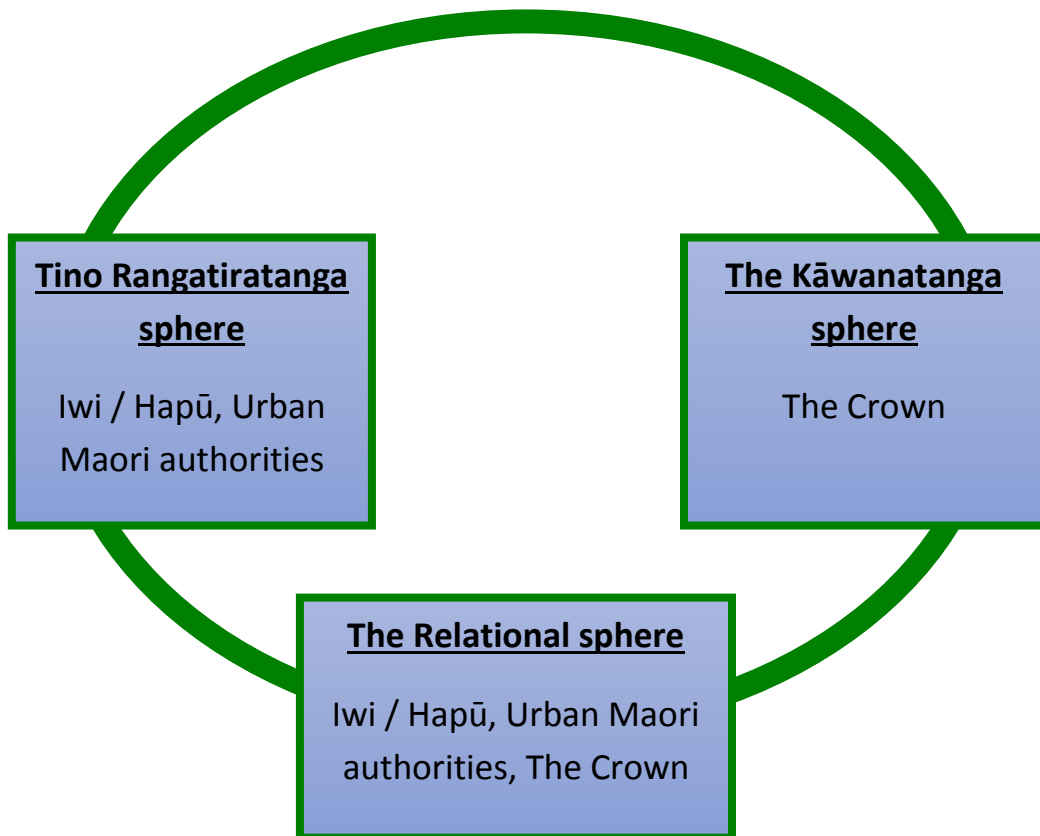 Tino Rangatiratanga
sphere
Iwi / Hapū, Urban
Maori authorities
The Kāwanatanga
sphere
The Crown
The Relational sphere
Iwi / Hapū, Urban Maori
authorities, The Crown